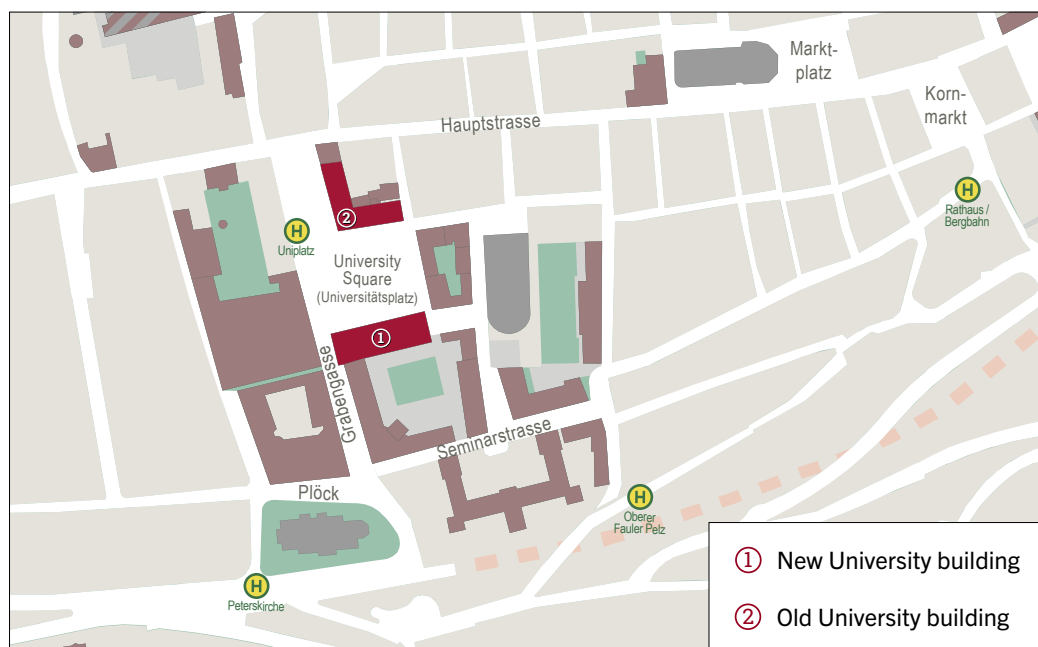 Markt-
platz
Korn-
markt
Hauptstrasse
H
Rathaus /
Bergbahn
2
H
Uniplatz
University
Square
(Universitätsplatz)
1
Grabengasse
Seminarstrasse
Plöck
H
Oberer
Fauler Pelz
H
Peterskirche
1 New University building
2 Old University building